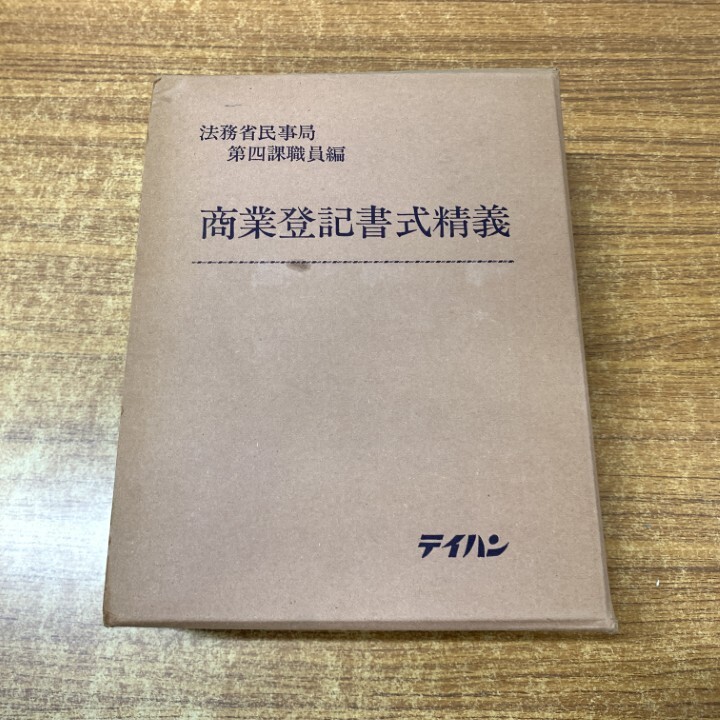 法務省民事局
第四課職員編
商業登記書式精義
テイハン